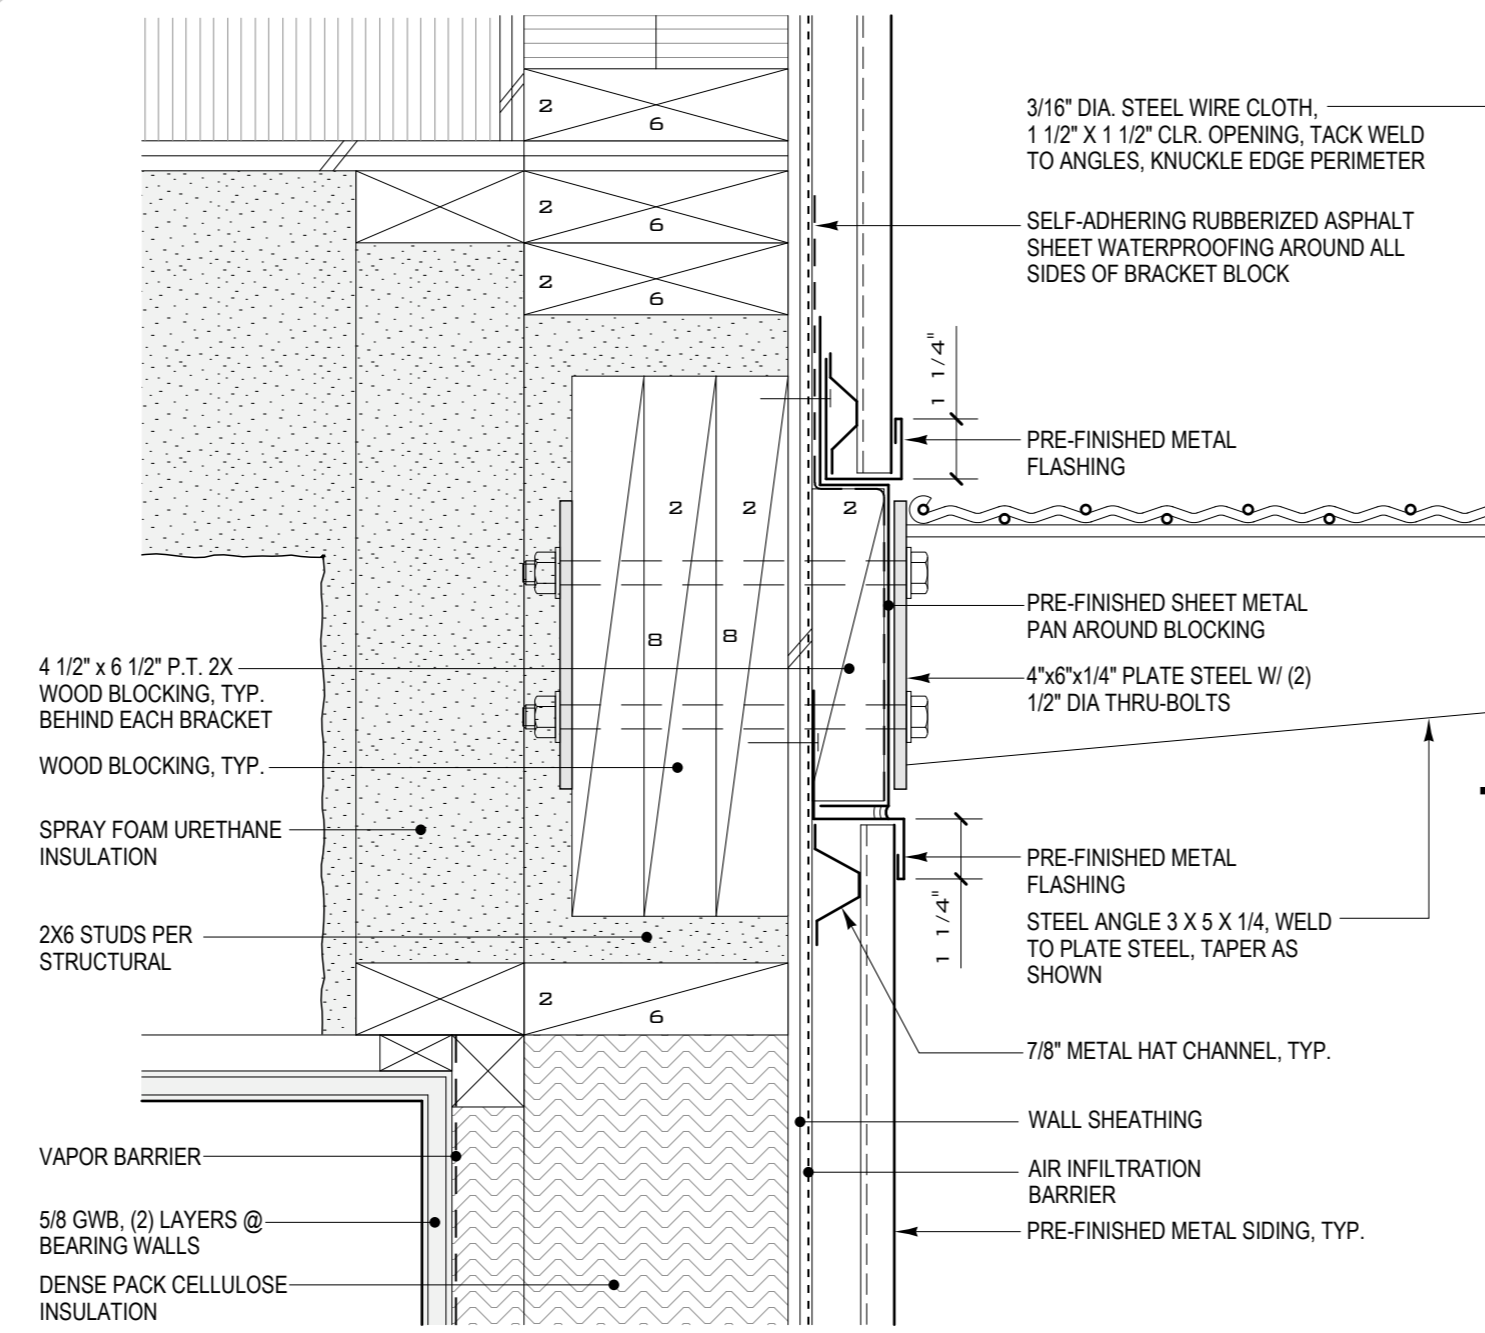 3/16" DIA. STEEL WIRE CLOTH,
1 1/2" X 1 1/2" CLR. OPENING, TACK WELD
TO ANGLES, KNUCKLE EDGE PERIMETER
SELF-ADHERING RUBBERIZED ASPHALT
SHEET WATERPROOFING AROUND ALL
SIDES OF BRACKET BLOCK
1 1/4"
PRE-FINISHED METAL
FLASHING
PRE-FINISHED SHEET METAL
PAN AROUND BLOCKING
4"x6"x1/4" PLATE STEEL W/ (2)
1/2" DIA THRU-BOLTS
PRE-FINISHED METAL
FLASHING
1 1/4"
STEEL ANGLE 3 X 5 X 1/4, WELD
TO PLATE STEEL, TAPER AS
SHOWN
7/8" METAL HAT CHANNEL, TYP.
WALL SHEATHING
AIR INFILTRATION
BARRIER
PRE-FINISHED METAL SIDING, TYP.
2
6
2
6
2
6
2
2
2
8
8
2
6
4 1/2" x 6 1/2" P.T. 2X
WOOD BLOCKING, TYP.
BEHIND EACH BRACKET
WOOD BLOCKING, TYP.
SPRAY FOAM URETHANE
INSULATION
2X6 STUDS PER
STRUCTURAL
VAPOR BARRIER
5/8 GWB, (2) LAYERS @
BEARING WALLS
DENSE PACK CELLULOSE
INSULATION